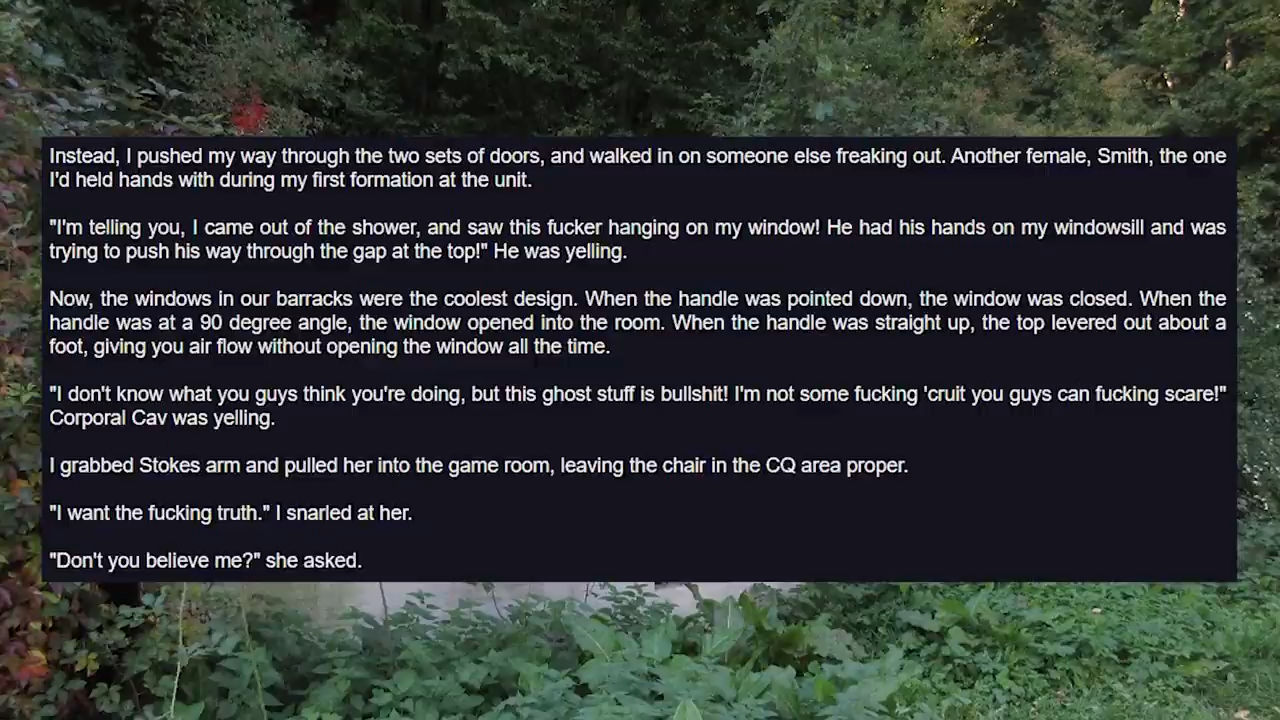 Instead, I pushed my way through the two sets of doors, and walked in on someone else freaking out. Another female, Smith, the one
I'd held hands with during my first formation at the unit.
"I'm telling you, I came out of the shower, and saw this fucker hanging on my window! He had his hands on my windowsill and was
trying to push his way through the gap at the top!" He was yelling.
Now, the windows in our barracks were the coolest design. When the handle was pointed down, the window was closed. When the
handle was at a 90 degree angle, the window opened into the room. When the handle was straight up, the top levered out about a
foot, giving you air flow without opening the window all the time.
"I don't know what you guys think you're doing, but this ghost stuff is bullshit! I'm not some fucking 'cruit you guys can fucking scare!"
Corporal Cav was yelling.
I grabbed Stokes arm and pulled her into the game room, leaving the chair in the CQ area proper.
"I want the fucking truth." I snarled at her.
"Don't you believe me?" she asked.